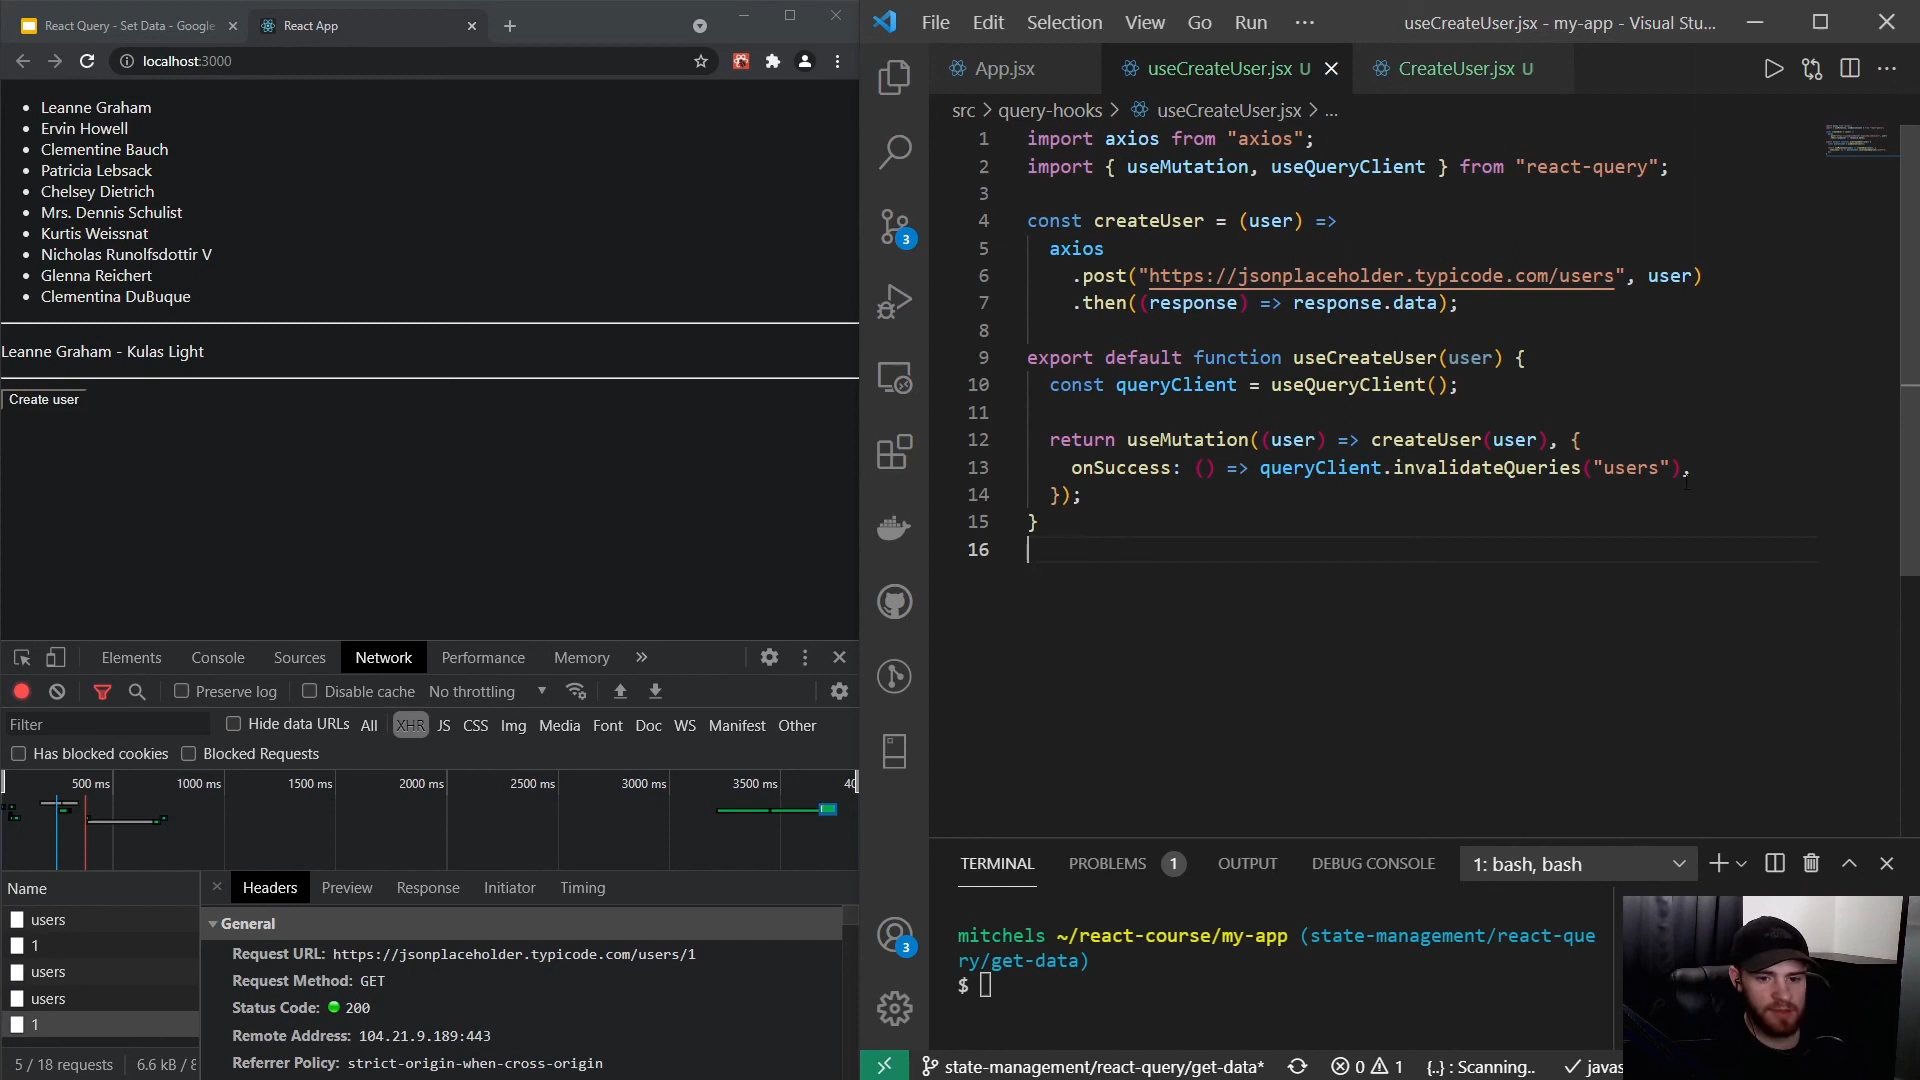 React Query - Set Data - Google
React App
localhost:3000
Leanne Graham
Ervin Howell
Clementine Bauch
Patricia Lebsack
Chelsey Dietrich
Mrs. Dennis Schulist
Kurtis Weissnat
Nicholas Runolfsdottir V
Glenna Reichert
Clementina DuBuque
Leanne Graham - Kulas Light
Create user
Elements Console Sources Network Performance Memory
Preserve log Disable cache No throttling
Filter Hide data URLs All XHR JS CSS Img Media Font Doc WS Manifest Other
Has blocked cookies Blocked Requests
500 ms 1000 ms 1500 ms 2000 ms 2500 ms 3000 ms 3500 ms 40
Name Headers Preview Response Initiator Timing
users
1
users
users
1
General
Request URL: https://jsonplaceholder.typicode.com/users/1
Request Method: GET
Status Code: 200
Remote Address: 104.21.9.189:443
Referrer Policy: strict-origin-when-cross-origin
5 / 18 requests 6.6 kB / 8
File Edit Selection View Go Run ··· useCreateUser.jsx - my-app - Visual Stu...
App.jsx useCreateUser.jsx U CreateUser.jsx U
src > query-hooks > useCreateUser.jsx > ...
1 import axios from "axios";
2 import { useMutation, useQueryClient } from "react-query";
3
4 const createUser = (user) =>
5 axios
6 .post("https://jsonplaceholder.typicode.com/users", user)
7 .then((response) => response.data);
8
9 export default function useCreateUser(user) {
10 const queryClient = useQueryClient();
11
12 return useMutation((user) => createUser(user), {
13 onSuccess: () => queryClient.invalidateQueries("users"),
14 });
15 }
16
3
3
TERMINAL PROBLEMS 1 OUTPUT DEBUG CONSOLE 1: bash, bash
mitchels ~/react-course/my-app (state-management/react-que
ry/get-data)
$
state-management/react-query/get-data* 0 1 {..} : Scanning.. javas